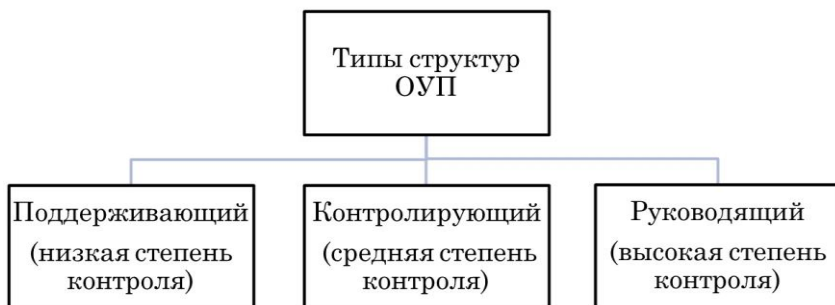 Типы структур
ОУП
Поддерживающий
(низкая степень
контроля)
Контролирующий
(средняя степень
контроля)
Руководящий
(высокая степень
контроля)